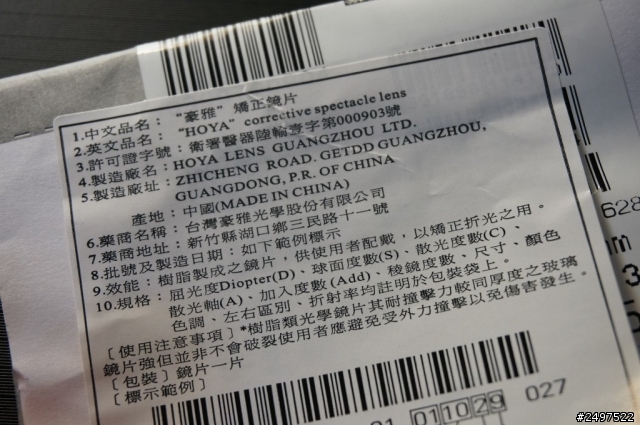 1.中文品名：“豪雅”矯正鏡片
2.英文品名：“HOYA” corrective spectacle lens
3.許可證字號：衛署醫器陸輸壹字第000903號
4.製造廠名：HOYA LENS GUANGZHOU LTD.
5.製造廠址：ZHICHENG ROAD. GETDD GUANGZHOU,
GUANGDONG, P.R. OF CHINA
產地：中國(MADE IN CHINA)
6.藥商名稱：台灣豪雅光學股份有限公司
7.藥商地址：新竹縣湖口鄉三民路十一號
8.批號及製造日期：如下範例標示
9.效能：樹脂製成之鏡片，供使用者配戴，以矯正折光之用。
10.規格：屈光度Diopter(D)、球面度數(S)、散光度數(C)、
散光軸(A)、加入度數(Add)、稜鏡度數、尺寸、顏色
色調、左右區別、折射率均註明於包裝袋上。
[使用注意事項]*樹脂類光學鏡片其耐撞擊力較同厚度之玻璃
鏡片強但並非不會破裂使用者應避免受外力撞擊以免傷害發生。
[包裝]鏡片一片
[標示範例]
01 011029 027
628
#2497522